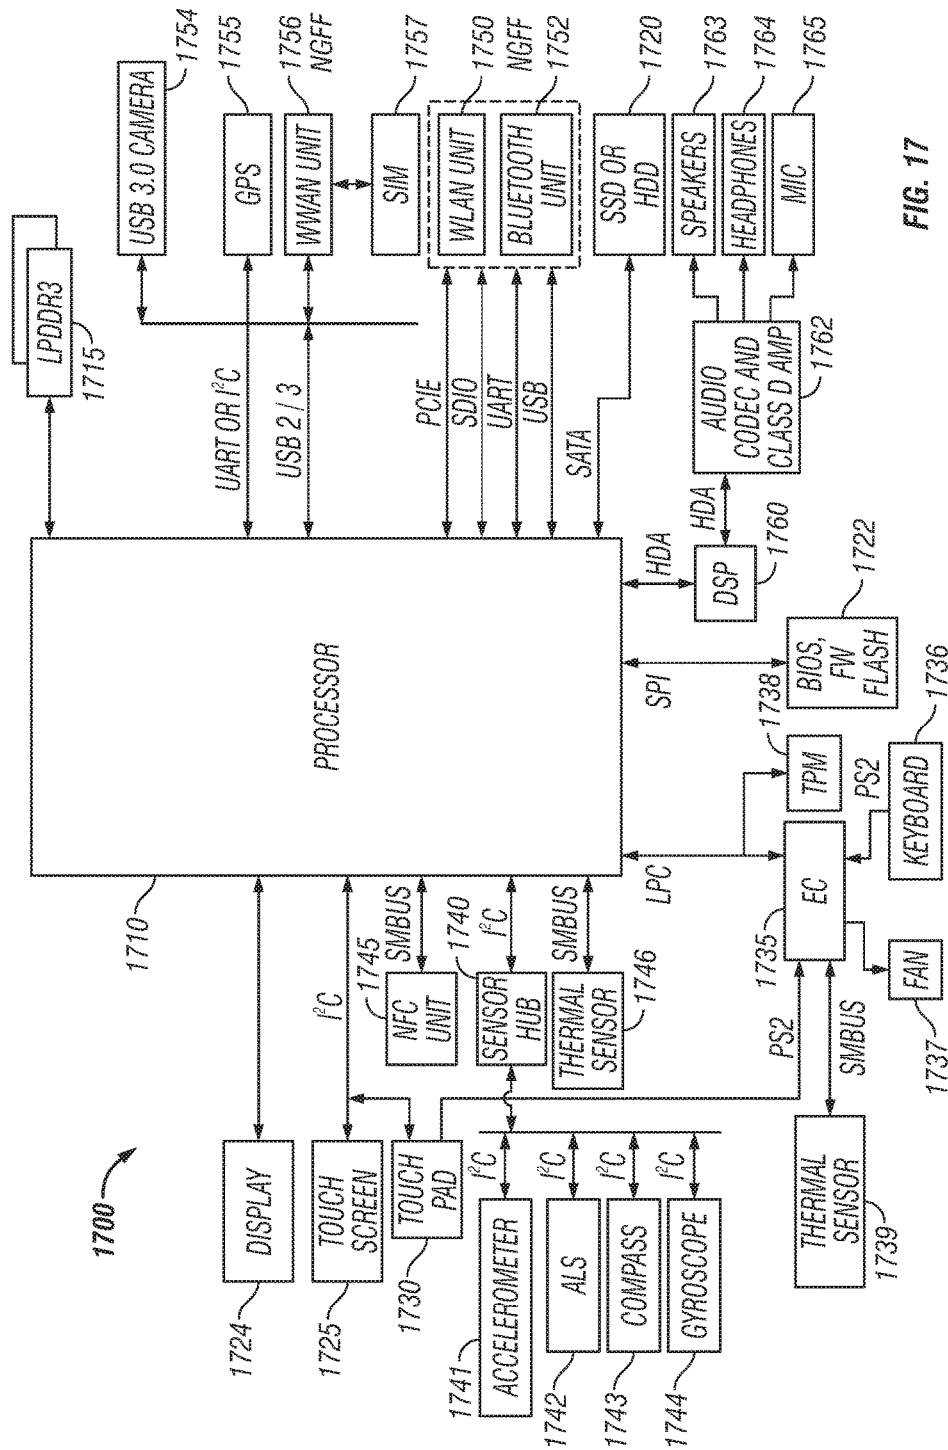 1700
LPDDR3
1715
USB 3.0 CAMERA
1754
GPS
1755
WWAN UNIT
1756
NGFF
SIM
1757
WLAN UNIT
1750
NGFF
BLUETOOTH
UNIT
1752
SSD OR
HDD
1720
SPEAKERS
1763
HEADPHONES
1764
MIC
1765
UART OR I²C
USB 2 / 3
PCIE
SDIO
UART
USB
SATA
AUDIO
CODEC AND
CLASS D AMP
1762
HDA
DSP
1760
HDA
PROCESSOR
1710
SPI
BIOS,
FW
FLASH
1722
LPC
TPM
1738
EC
1735
PS2
KEYBOARD
1736
FAN
1737
SMBUS
THERMAL
SENSOR
1739
PS2
DISPLAY
1724
I²C
TOUCH
SCREEN
1725
TOUCH
PAD
1730
SMBUS
NFC
UNIT
1745
I²C
SENSOR
HUB
1740
SMBUS
THERMAL
SENSOR
1746
I²C
ACCELEROMETER
1741
I²C
ALS
1742
I²C
COMPASS
1743
I²C
GYROSCOPE
1744
FIG. 17